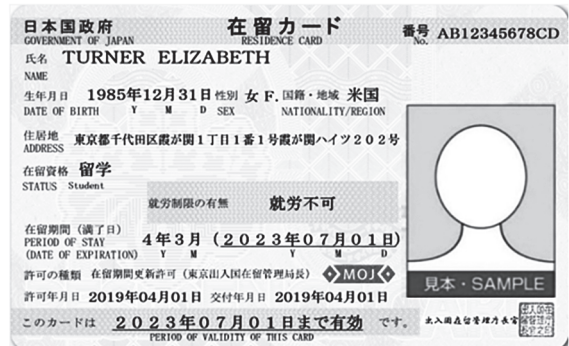 日本国政府 在留カード 番号 AB12345678CD
GOVERNMENT OF JAPAN RESIDENCE CARD No.
氏名 TURNER ELIZABETH
NAME
生年月日 1985年12月31日 性別 女 F. 国籍・地域 米国
DATE OF BIRTH Y M D SEX NATIONALITY/REGION
住居地 東京都千代田区霞が関1丁目1番1号霞が関ハイツ202号
ADDRESS
在留資格 留学
STATUS Student
就労制限の有無 就労不可
在留期間(満了日)
PERIOD OF STAY 4年3月 (2023年07月01日)
(DATE OF EXPIRATION) Y M Y M D
許可の種類 在留期間更新許可(東京出入国在留管理局長) MOJ
見本・SAMPLE
許可年月日 2019年04月01日 交付年月日 2019年04月01日
このカードは 2023年07月01日まで有効 です。 出入国在留管理庁長官
PERIOD OF VALIDITY OF THIS CARD